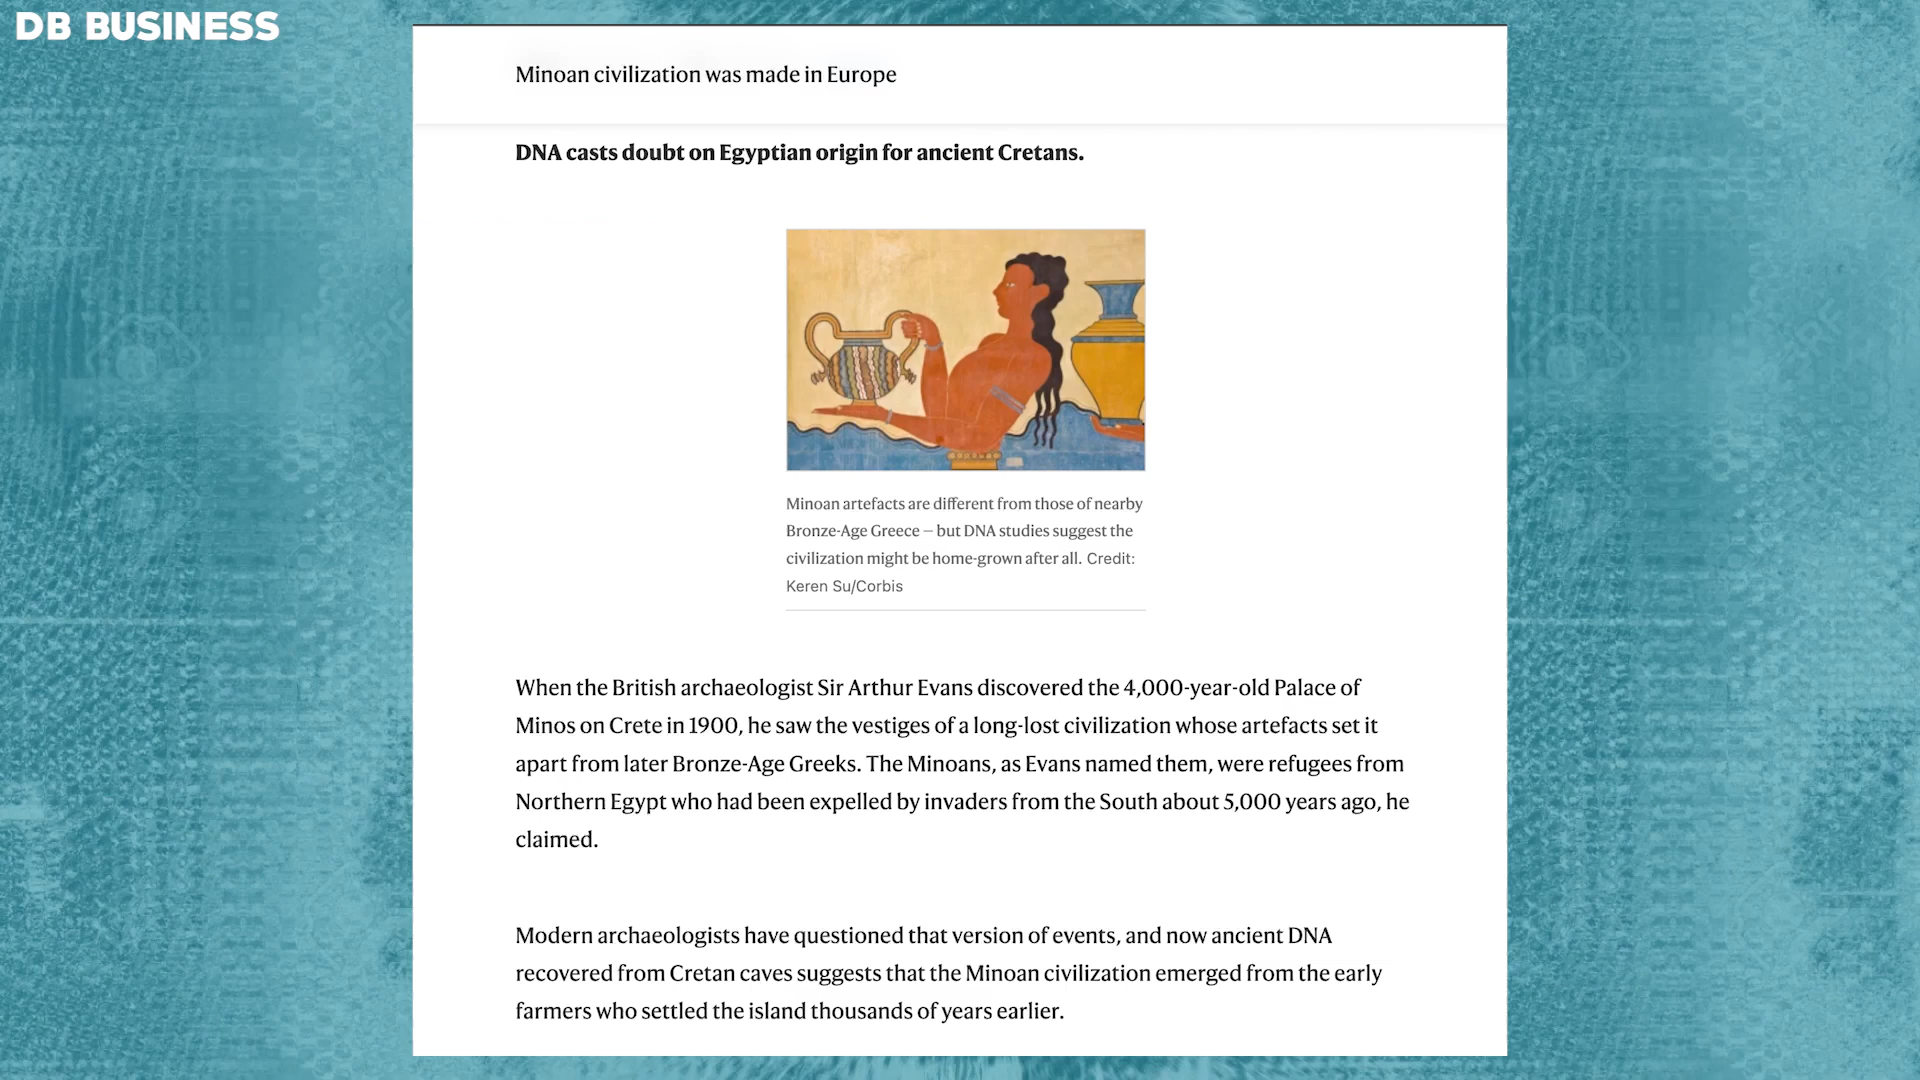 DB BUSINESS
Minoan civilization was made in Europe
DNA casts doubt on Egyptian origin for ancient Cretans.
Minoan artefacts are different from those of nearby
Bronze-Age Greece – but DNA studies suggest the
civilization might be home-grown after all. Credit:
Keren Su/Corbis
When the British archaeologist Sir Arthur Evans discovered the 4,000-year-old Palace of
Minos on Crete in 1900, he saw the vestiges of a long-lost civilization whose artefacts set it
apart from later Bronze-Age Greeks. The Minoans, as Evans named them, were refugees from
Northern Egypt who had been expelled by invaders from the South about 5,000 years ago, he
claimed.
Modern archaeologists have questioned that version of events, and now ancient DNA
recovered from Cretan caves suggests that the Minoan civilization emerged from the early
farmers who settled the island thousands of years earlier.